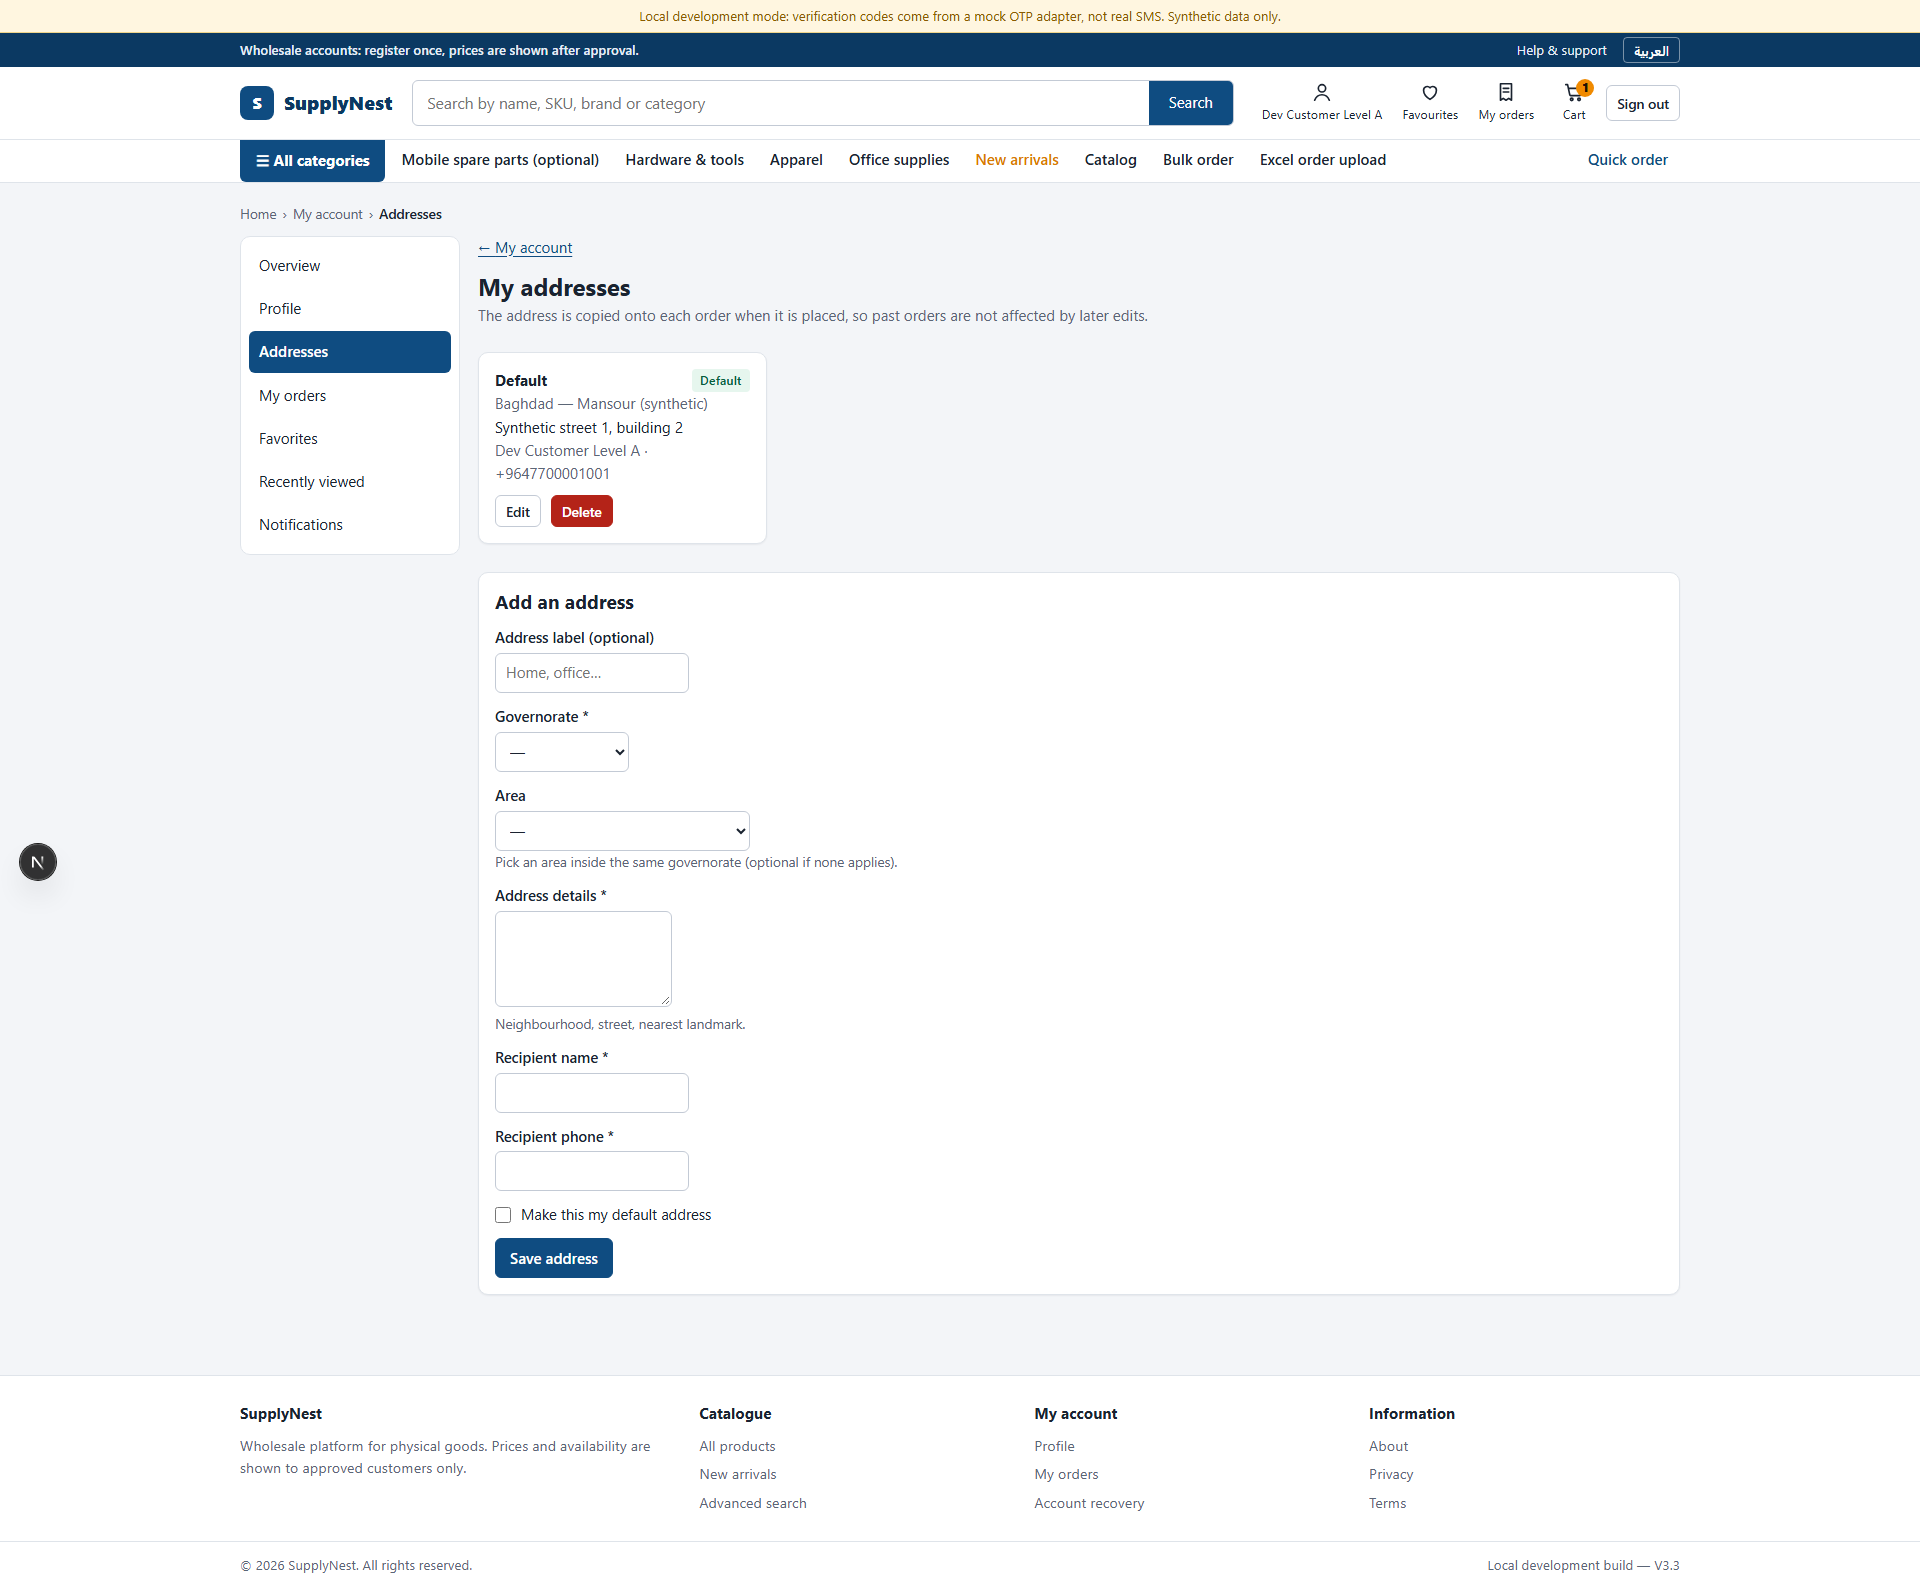 Local development mode: verification codes come from a mock OTP adapter, not real SMS. Synthetic data only.
Wholesale accounts: register once, prices are shown after approval.
Help & support
العربية
S
SupplyNest
Search by name, SKU, brand or category
Search
Dev Customer Level A
Favourites
My orders
1
Cart
Sign out
☰ All categories
Mobile spare parts (optional)
Hardware & tools
Apparel
Office supplies
New arrivals
Catalog
Bulk order
Excel order upload
Quick order
Home › My account › Addresses
Overview
Profile
Addresses
My orders
Favorites
Recently viewed
Notifications
← My account
My addresses
The address is copied onto each order when it is placed, so past orders are not affected by later edits.
Default
Default
Baghdad — Mansour (synthetic)
Synthetic street 1, building 2
Dev Customer Level A ·
+9647700001001
Edit
Delete
Add an address
Address label (optional)
Home, office...
Governorate *
—
Area
—
Pick an area inside the same governorate (optional if none applies).
Address details *
Neighbourhood, street, nearest landmark.
Recipient name *
Recipient phone *
Make this my default address
Save address
N
SupplyNest
Wholesale platform for physical goods. Prices and availability are
shown to approved customers only.
Catalogue
All products
New arrivals
Advanced search
My account
Profile
My orders
Account recovery
Information
About
Privacy
Terms
© 2026 SupplyNest. All rights reserved.
Local development build — V3.3